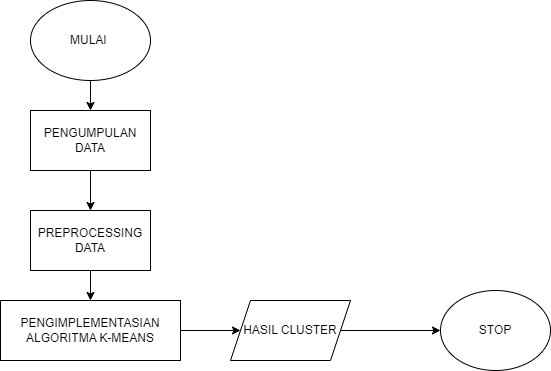 MULAI
PENGUMPULAN
DATA
PREPROCESSING
DATA
PENGIMPLEMENTASIAN
ALGORITMA K-MEANS
HASIL CLUSTER
STOP